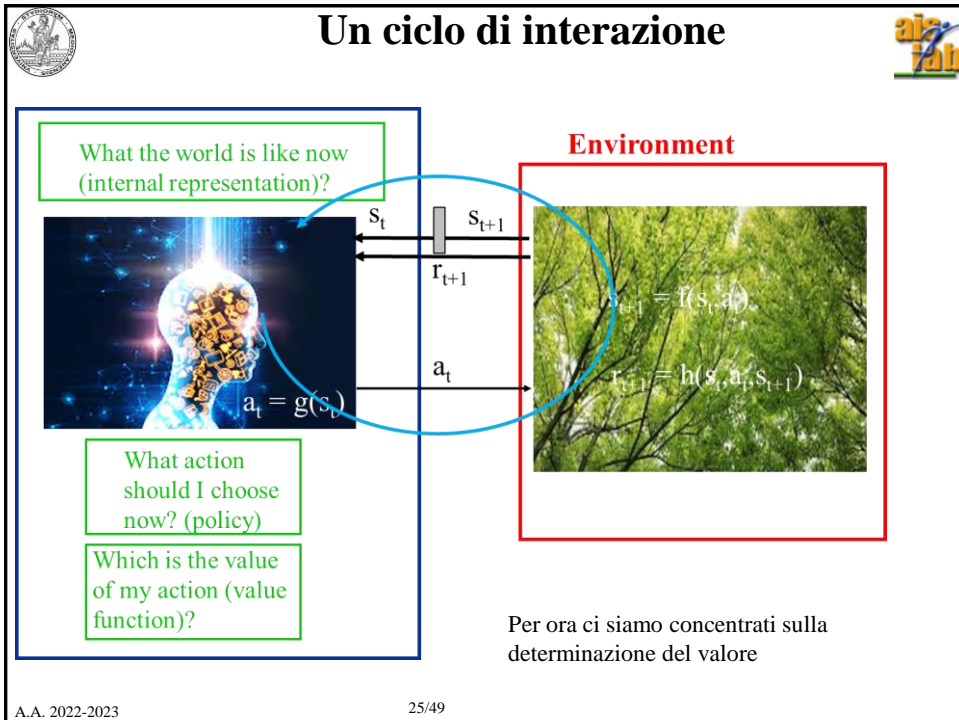 Un ciclo di interazione
ais
lab
What the world is like now
(internal representation)?
Environment
sₜ
sₜ₊₁
rₜ₊₁
aₜ
aₜ = g(sₜ)
sₜ₊₁ = f(sₜ,aₜ)
rₜ₊₁ = h(sₜ,aₜ,sₜ₊₁)
What action
should I choose
now? (policy)
Which is the value
of my action (value
function)?
Per ora ci siamo concentrati sulla
determinazione del valore
A.A. 2022-2023
25/49